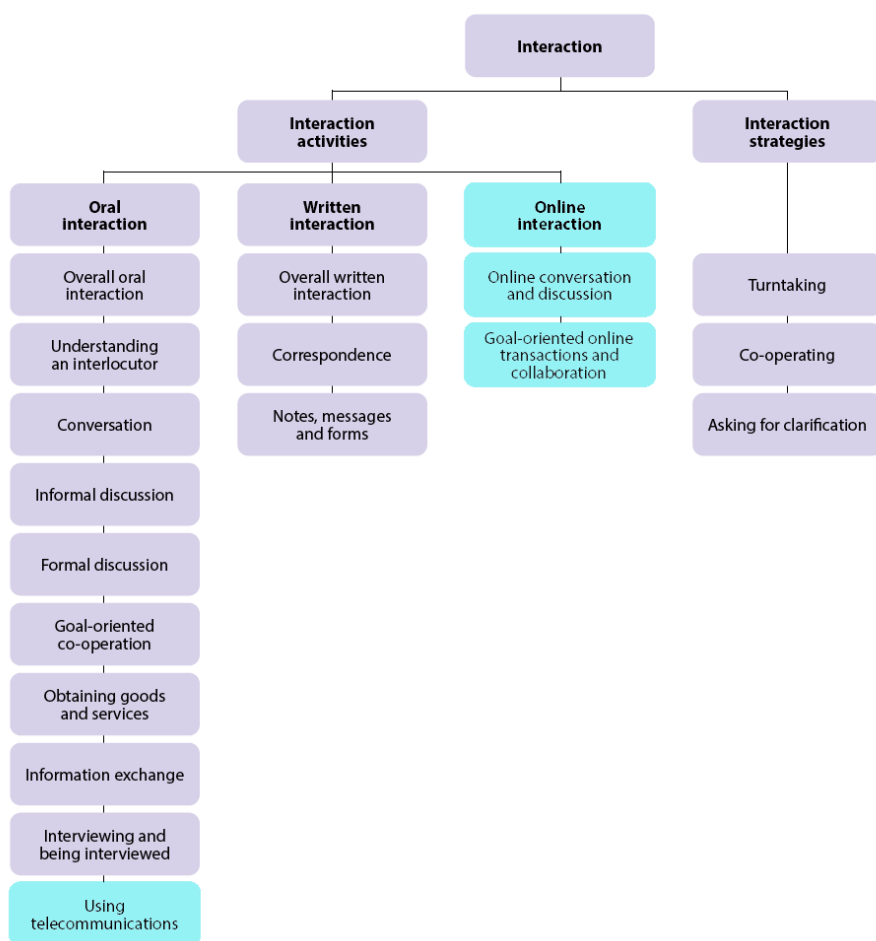 Interaction
Interaction
activities
Interaction
strategies
Oral
interaction
Written
interaction
Online
interaction
Overall oral
interaction
Understanding
an interlocutor
Conversation
Informal discussion
Formal discussion
Goal-oriented
co-operation
Obtaining goods
and services
Information exchange
Interviewing and
being interviewed
Using
telecommunications
Overall written
interaction
Correspondence
Notes, messages
and forms
Online conversation
and discussion
Goal-oriented online
transactions and
collaboration
Turntaking
Co-operating
Asking for clarification